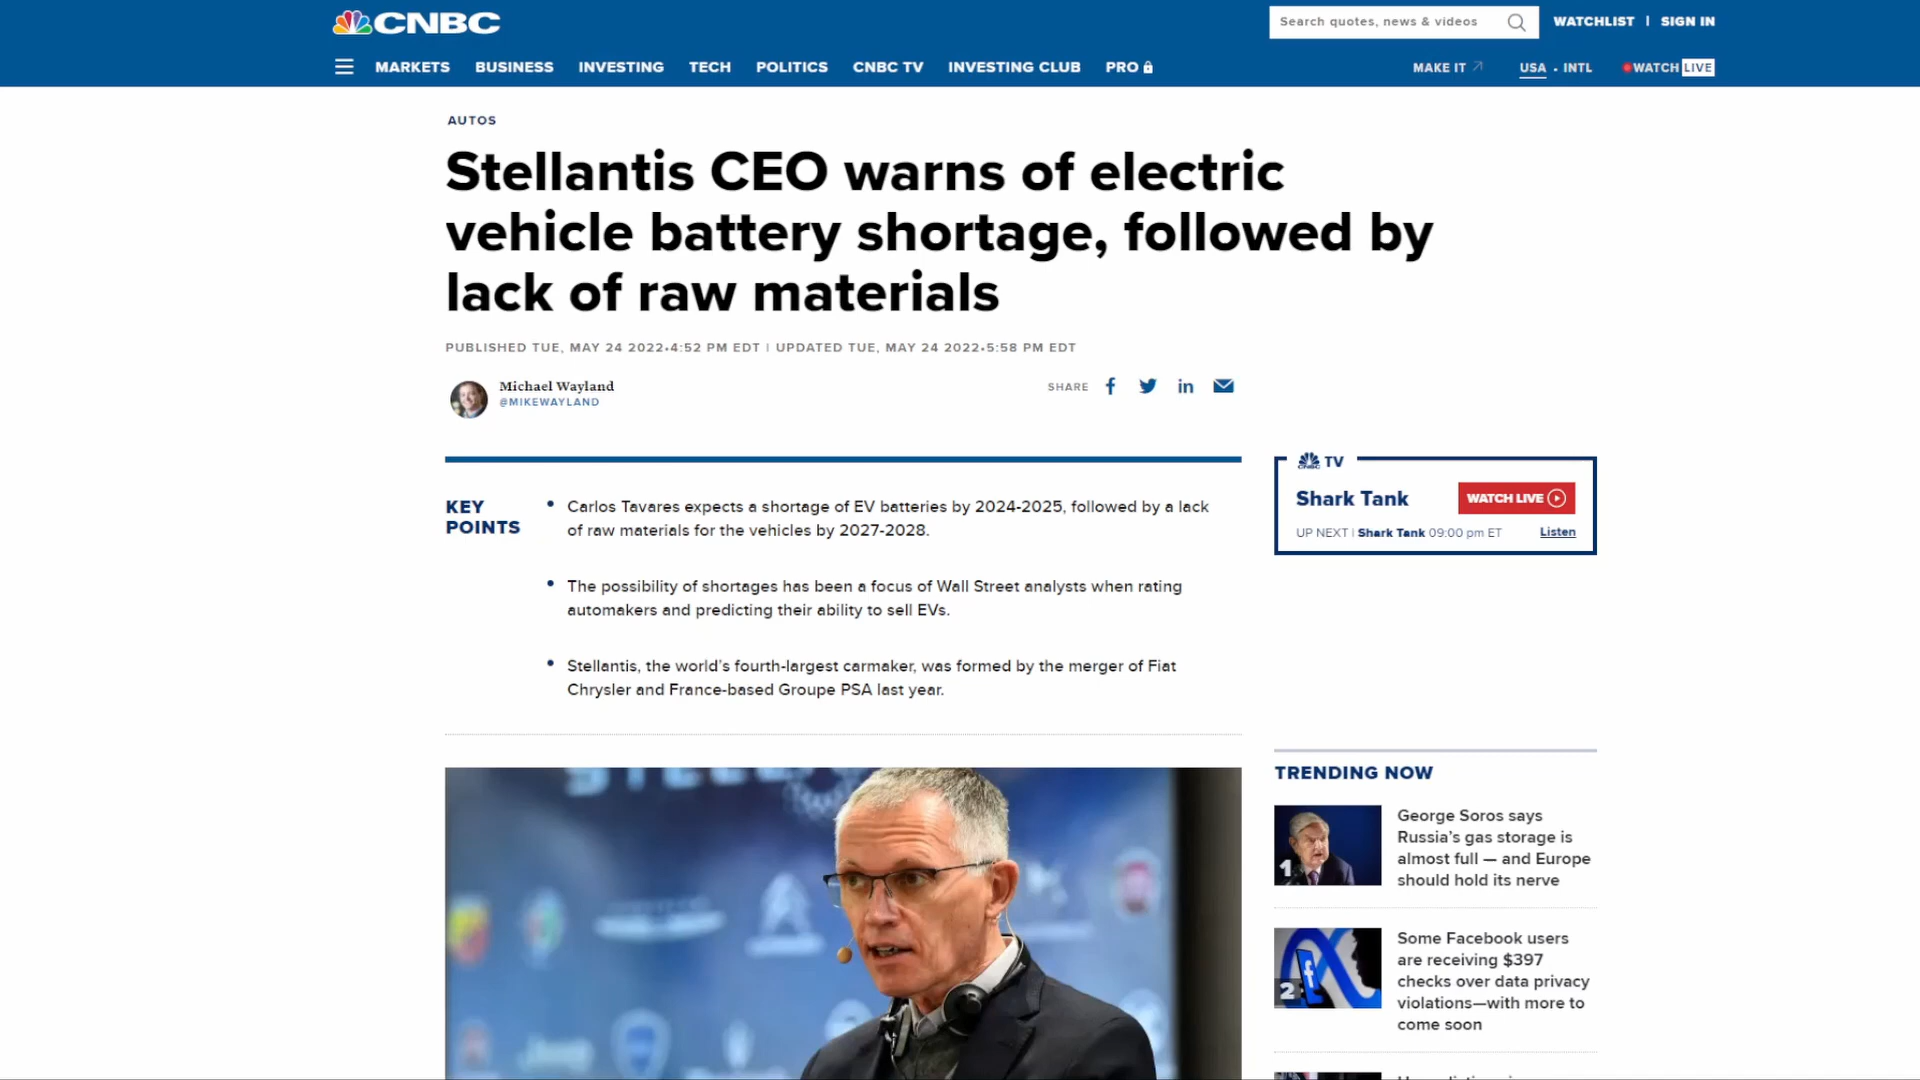 CNBC
Search quotes, news & videos
WATCHLIST | SIGN IN
MARKETS BUSINESS INVESTING TECH POLITICS CNBC TV INVESTING CLUB PRO
MAKE IT USA • INTL WATCH LIVE
AUTOS
Stellantis CEO warns of electric
vehicle battery shortage, followed by
lack of raw materials
PUBLISHED TUE, MAY 24 2022•4:52 PM EDT | UPDATED TUE, MAY 24 2022•5:58 PM EDT
Michael Wayland
@MIKEWAYLAND
SHARE
KEY
POINTS
• Carlos Tavares expects a shortage of EV batteries by 2024-2025, followed by a lack
of raw materials for the vehicles by 2027-2028.
• The possibility of shortages has been a focus of Wall Street analysts when rating
automakers and predicting their ability to sell EVs.
• Stellantis, the world’s fourth-largest carmaker, was formed by the merger of Fiat
Chrysler and France-based Groupe PSA last year.
CNBC TV
Shark Tank
WATCH LIVE
UP NEXT | Shark Tank 09:00 pm ET
Listen
TRENDING NOW
1
George Soros says
Russia’s gas storage is
almost full — and Europe
should hold its nerve
2
Some Facebook users
are receiving $397
checks over data privacy
violations—with more to
come soon